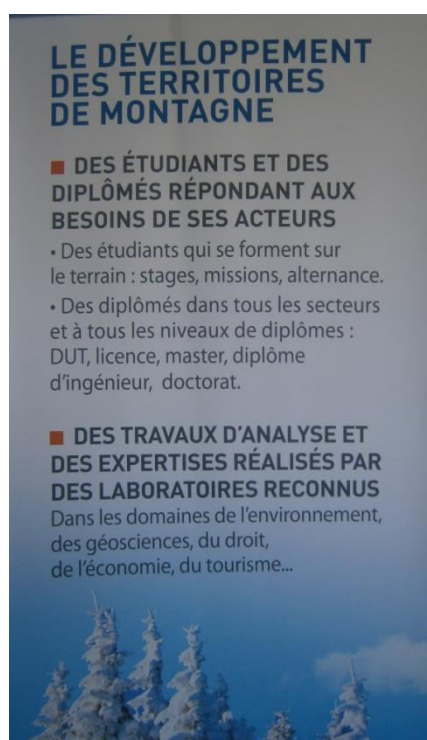 LE DÉVELOPPEMENT
DES TERRITOIRES
DE MONTAGNE
■ DES ÉTUDIANTS ET DES
DIPLÔMÉS RÉPONDANT AUX
BESOINS DE SES ACTEURS
• Des étudiants qui se forment sur
le terrain : stages, missions, alternance.
• Des diplômés dans tous les secteurs
et à tous les niveaux de diplômes :
DUT, licence, master, diplôme
d'ingénieur, doctorat.
■ DES TRAVAUX D'ANALYSE ET
DES EXPERTISES RÉALISÉS PAR
DES LABORATOIRES RECONNUS
Dans les domaines de l'environnement,
des géosciences, du droit,
de l'économie, du tourisme...